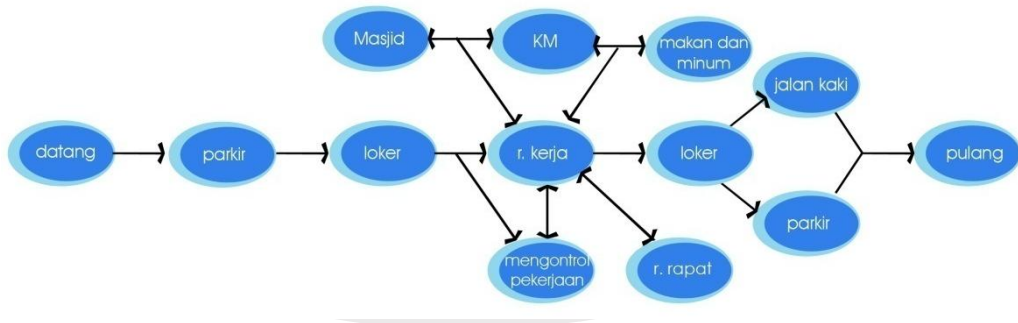 Masjid
KM
makan dan
minum
jalan kaki
datang
parkir
loker
r. kerja
loker
pulang
parkir
mengontrol
pekerjaan
r. rapat